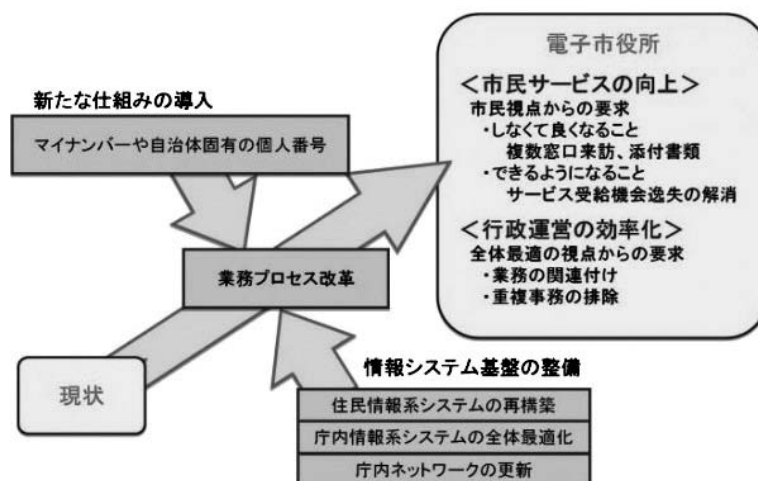 電子市役所
＜市民サービスの向上＞
市民視点からの要求
・しなくて良くなること
複数窓口来訪、添付書類
・できるようになること
サービス受給機会逸失の解消
＜行政運営の効率化＞
全体最適の視点からの要求
・業務の関連付け
・重複事務の排除
新たな仕組みの導入
マイナンバーや自治体固有の個人番号
業務プロセス改革
現状
情報システム基盤の整備
住民情報系システムの再構築
庁内情報系システムの全体最適化
庁内ネットワークの更新